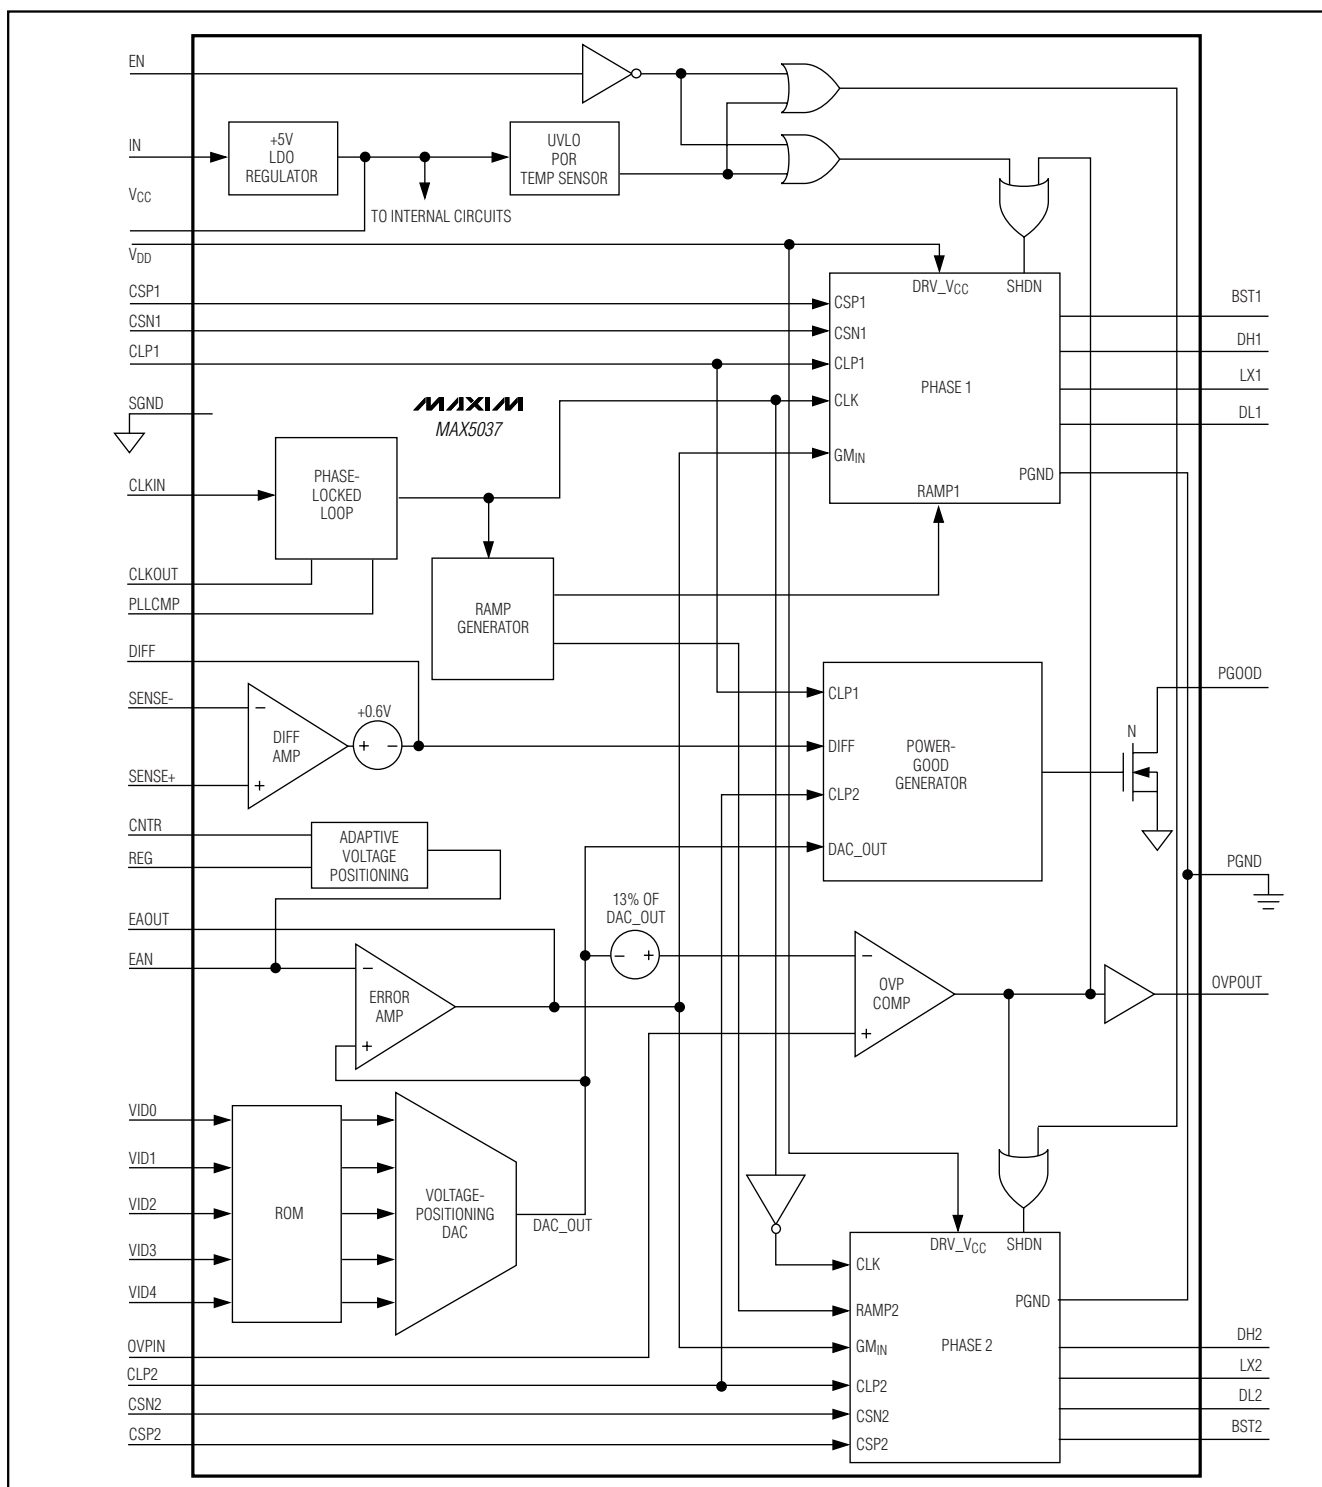 EN
IN
+5V
LDO
REGULATOR
UVLO
POR
TEMP SENSOR
VCC
TO INTERNAL CIRCUITS
VDD
DRV_VCC
SHDN
CSP1
CSP1
BST1
CSN1
CSN1
DH1
CLP1
CLP1
PHASE 1
LX1
SGND
MAXIM
MAX5037
CLK
DL1
GMIN
PGND
RAMP1
CLKIN
PHASE-
LOCKED
LOOP
CLKOUT
PLLCMP
RAMP
GENERATOR
DIFF
SENSE-
−
DIFF
AMP
+
SENSE+
+0.6V
+ −
CLP1
DIFF
CLP2
DAC_OUT
POWER-
GOOD
GENERATOR
N
PGOOD
CNTR
REG
ADAPTIVE
VOLTAGE
POSITIONING
PGND
EAOUT
EAN
−
ERROR
AMP
+
13% OF
DAC_OUT
− +
−
OVP
COMP
+
OVPOUT
VID0
VID1
VID2
VID3
VID4
ROM
VOLTAGE-
POSITIONING
DAC
DAC_OUT
DRV_VCC
SHDN
CLK
PGND
RAMP2
OVPIN
GMIN
PHASE 2
DH2
CLP2
CLP2
LX2
CSN2
CSN2
DL2
CSP2
CSP2
BST2